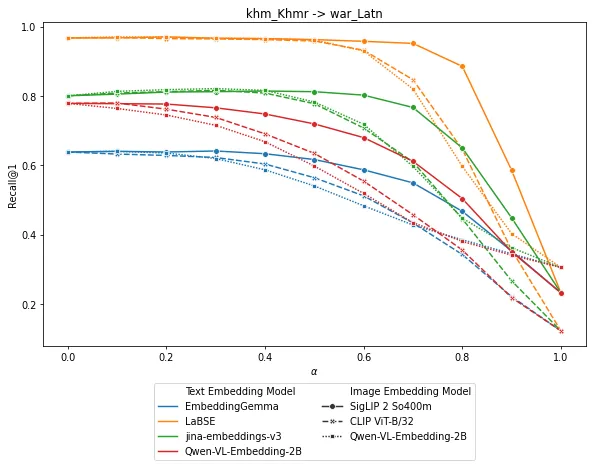 khm_Khmr -> war_Latn
Recall@1
1.0
0.8
0.6
0.4
0.2
0.0 0.2 0.4 0.6 0.8 1.0
α
Text Embedding Model Image Embedding Model
EmbeddingGemma SigLIP 2 So400m
LaBSE CLIP ViT-B/32
jina-embeddings-v3 Qwen-VL-Embedding-2B
Qwen-VL-Embedding-2B